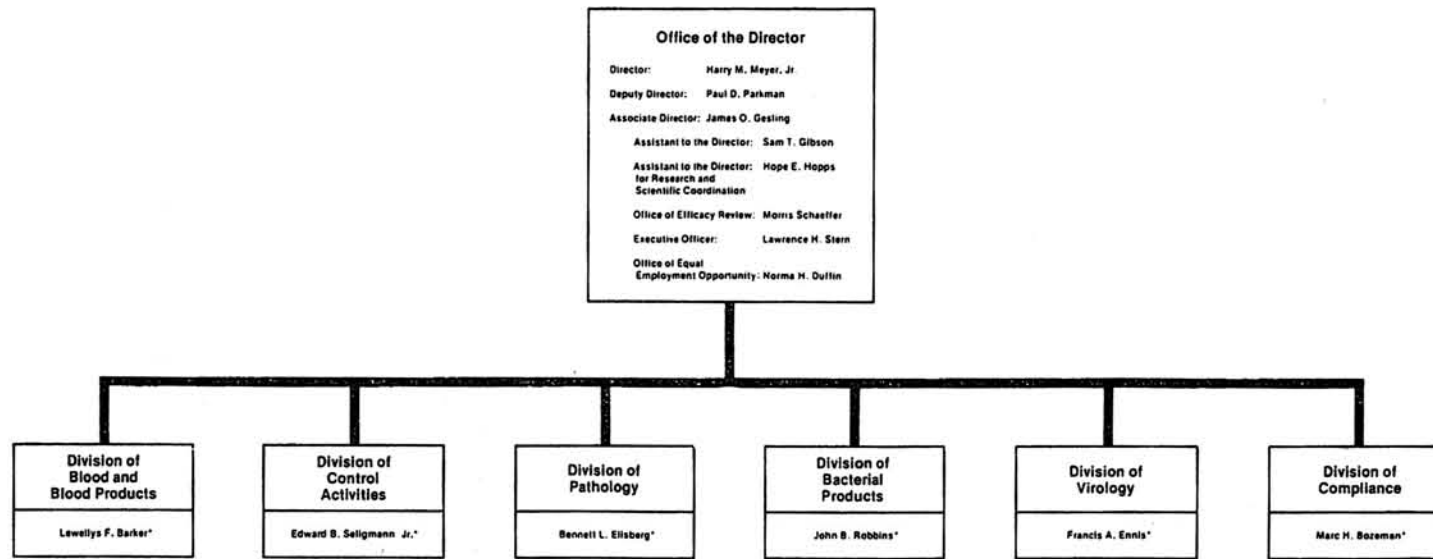 Office of the Director
Director: Harry M. Meyer, Jr
Deputy Director: Paul D. Parkman
Associate Director: James O. Gesling
Assistant to the Director: Sam T. Gibson
Assistant to the Director: Hope E. Hopps
for Research and
Scientific Coordination
Office of Efficacy Review: Morris Schaeffer
Executive Officer: Lawrence H. Stern
Office of Equal
Employment Opportunity: Norma H. Duffin
Division of
Blood and
Blood Products
Lewellys F. Barker*
Division of
Control
Activities
Edward B. Seligmann Jr.*
Division of
Pathology
Bennett L. Elisberg*
Division of
Bacterial
Products
John B. Robbins*
Division of
Virology
Francis A. Ennis*
Division of
Compliance
Marc H. Bozeman*